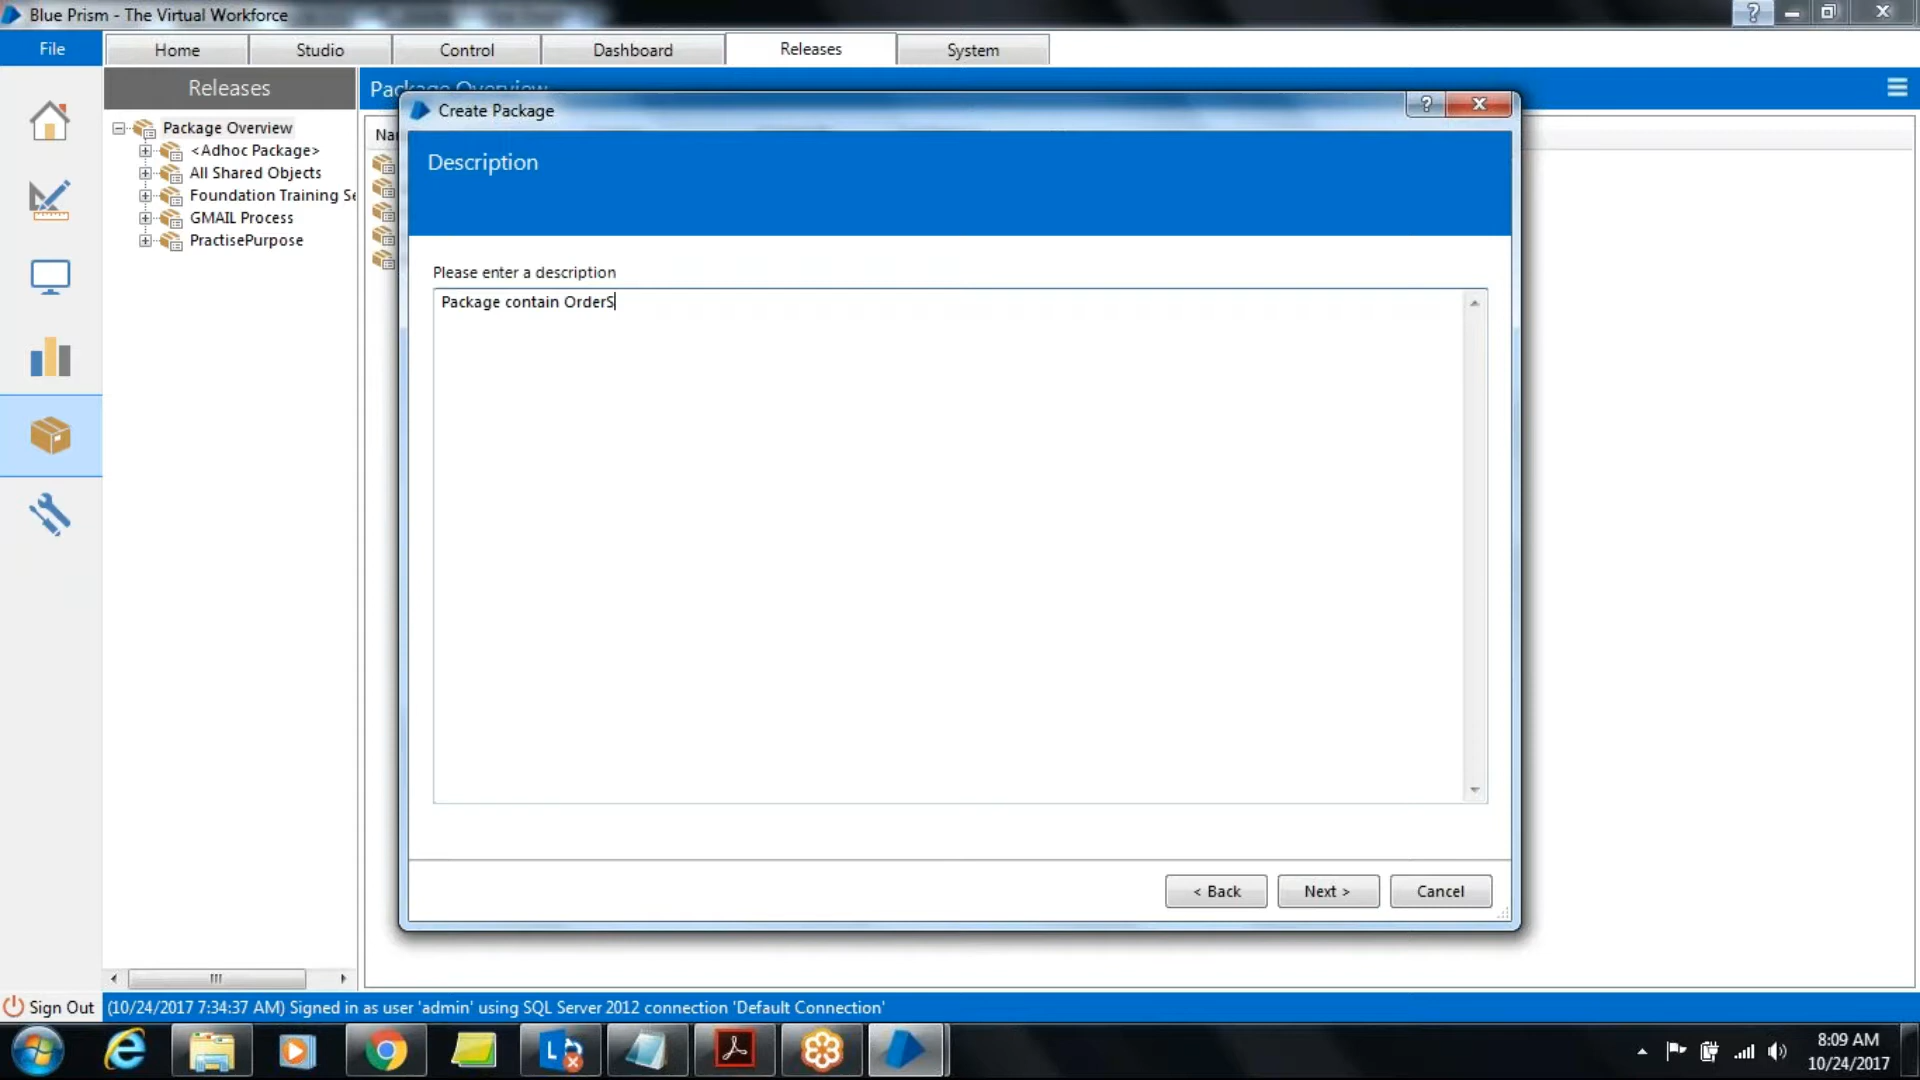 Blue Prism - The Virtual Workforce
File
Home
Studio
Control
Dashboard
Releases
System
Releases
Package Overview
Create Package
Package Overview
<Adhoc Package>
All Shared Objects
Foundation Training Se
GMAIL Process
PractisePurpose
Description
Please enter a description
Package contain OrderS
< Back
Next >
Cancel
Sign Out
(10/24/2017 7:34:37 AM) Signed in as user 'admin' using SQL Server 2012 connection 'Default Connection'
8:09 AM
10/24/2017